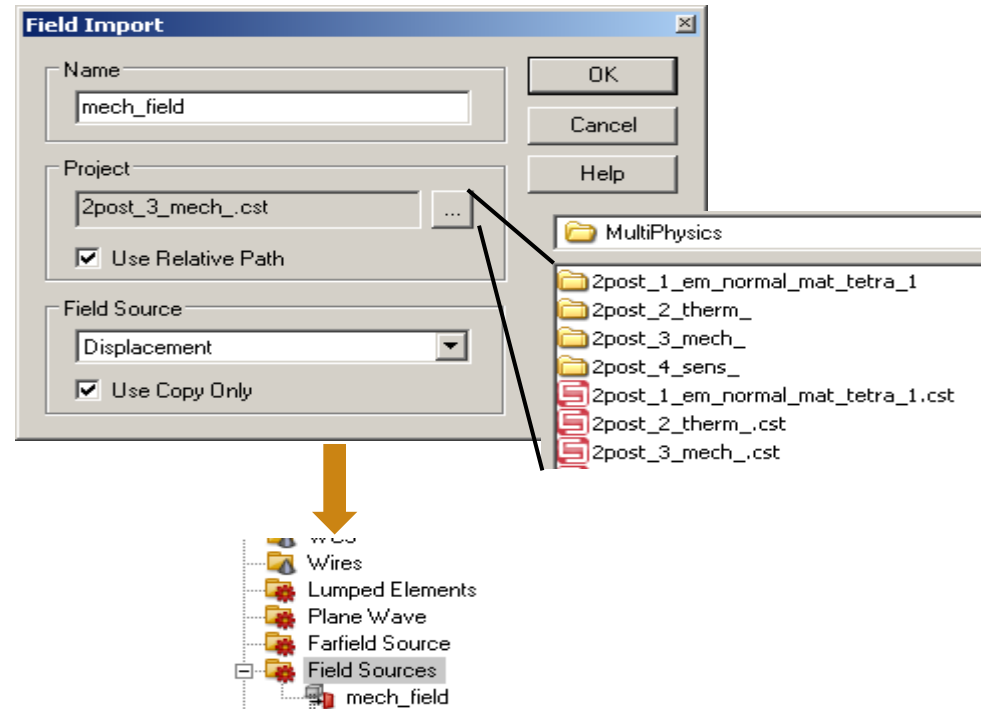 Field Import
Name
OK
mech_field
Cancel
Project
Help
2post_3_mech_.cst
...
Use Relative Path
MultiPhysics
2post_1_em_normal_mat_tetra_1
2post_2_therm_
2post_3_mech_
2post_4_sens_
2post_1_em_normal_mat_tetra_1.cst
2post_2_therm_.cst
2post_3_mech_.cst
Field Source
Displacement
Use Copy Only
Wires
Lumped Elements
Plane Wave
Farfield Source
Field Sources
mech_field